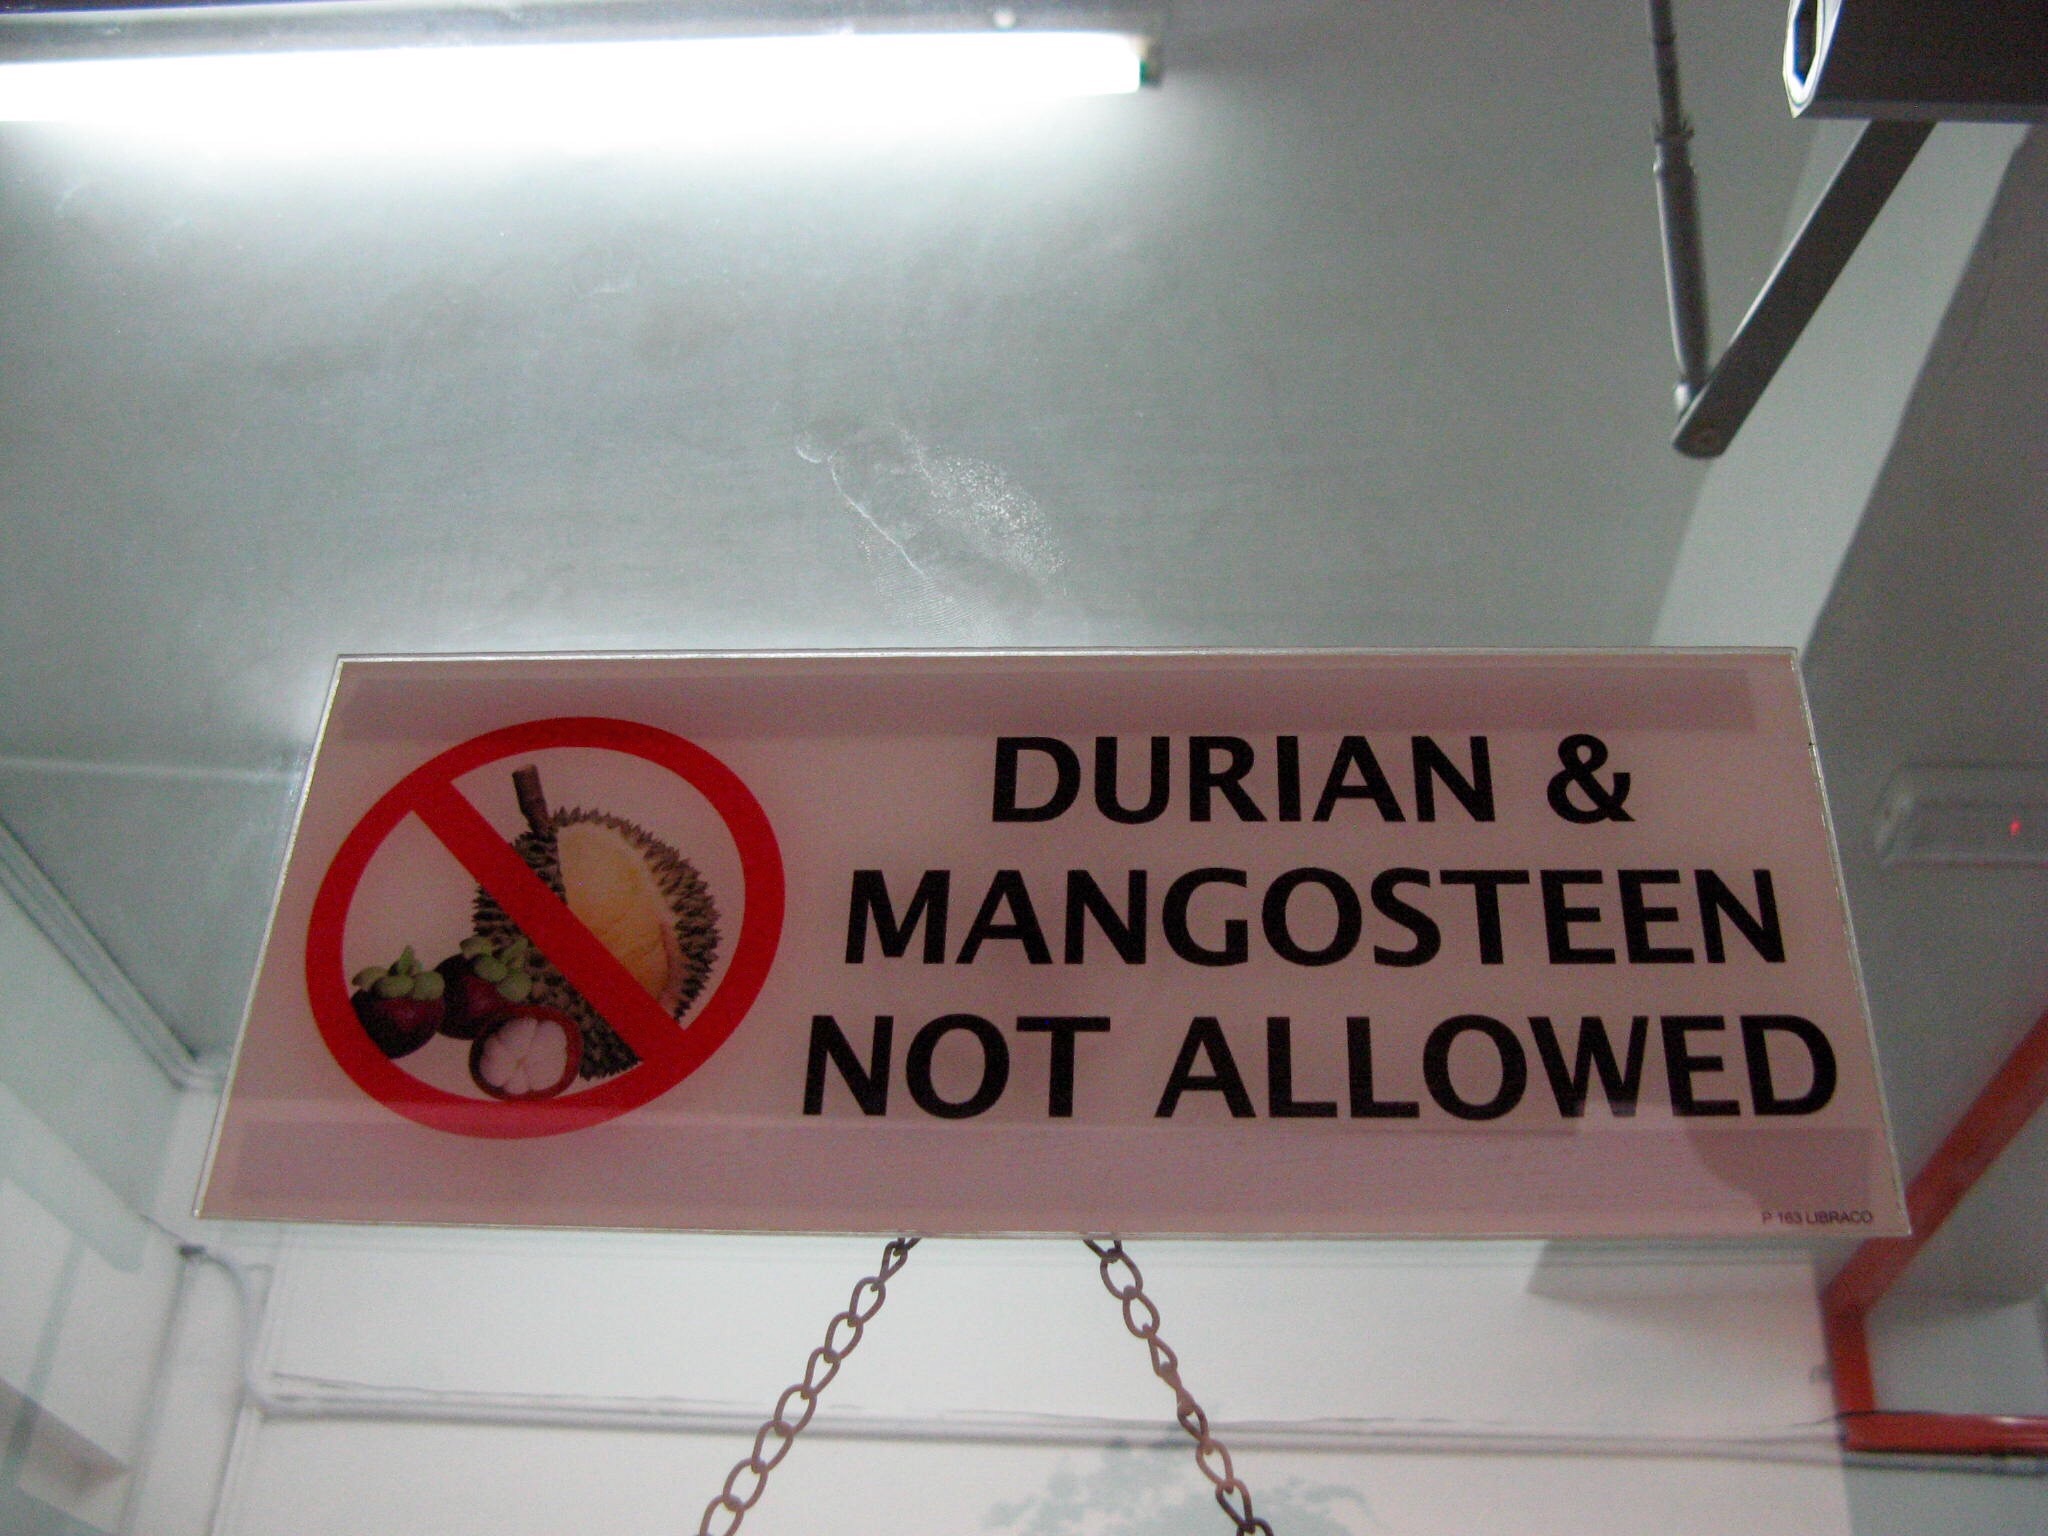 DURIAN &
MANGOSTEEN
NOT ALLOWED
P 163 LIBRACO